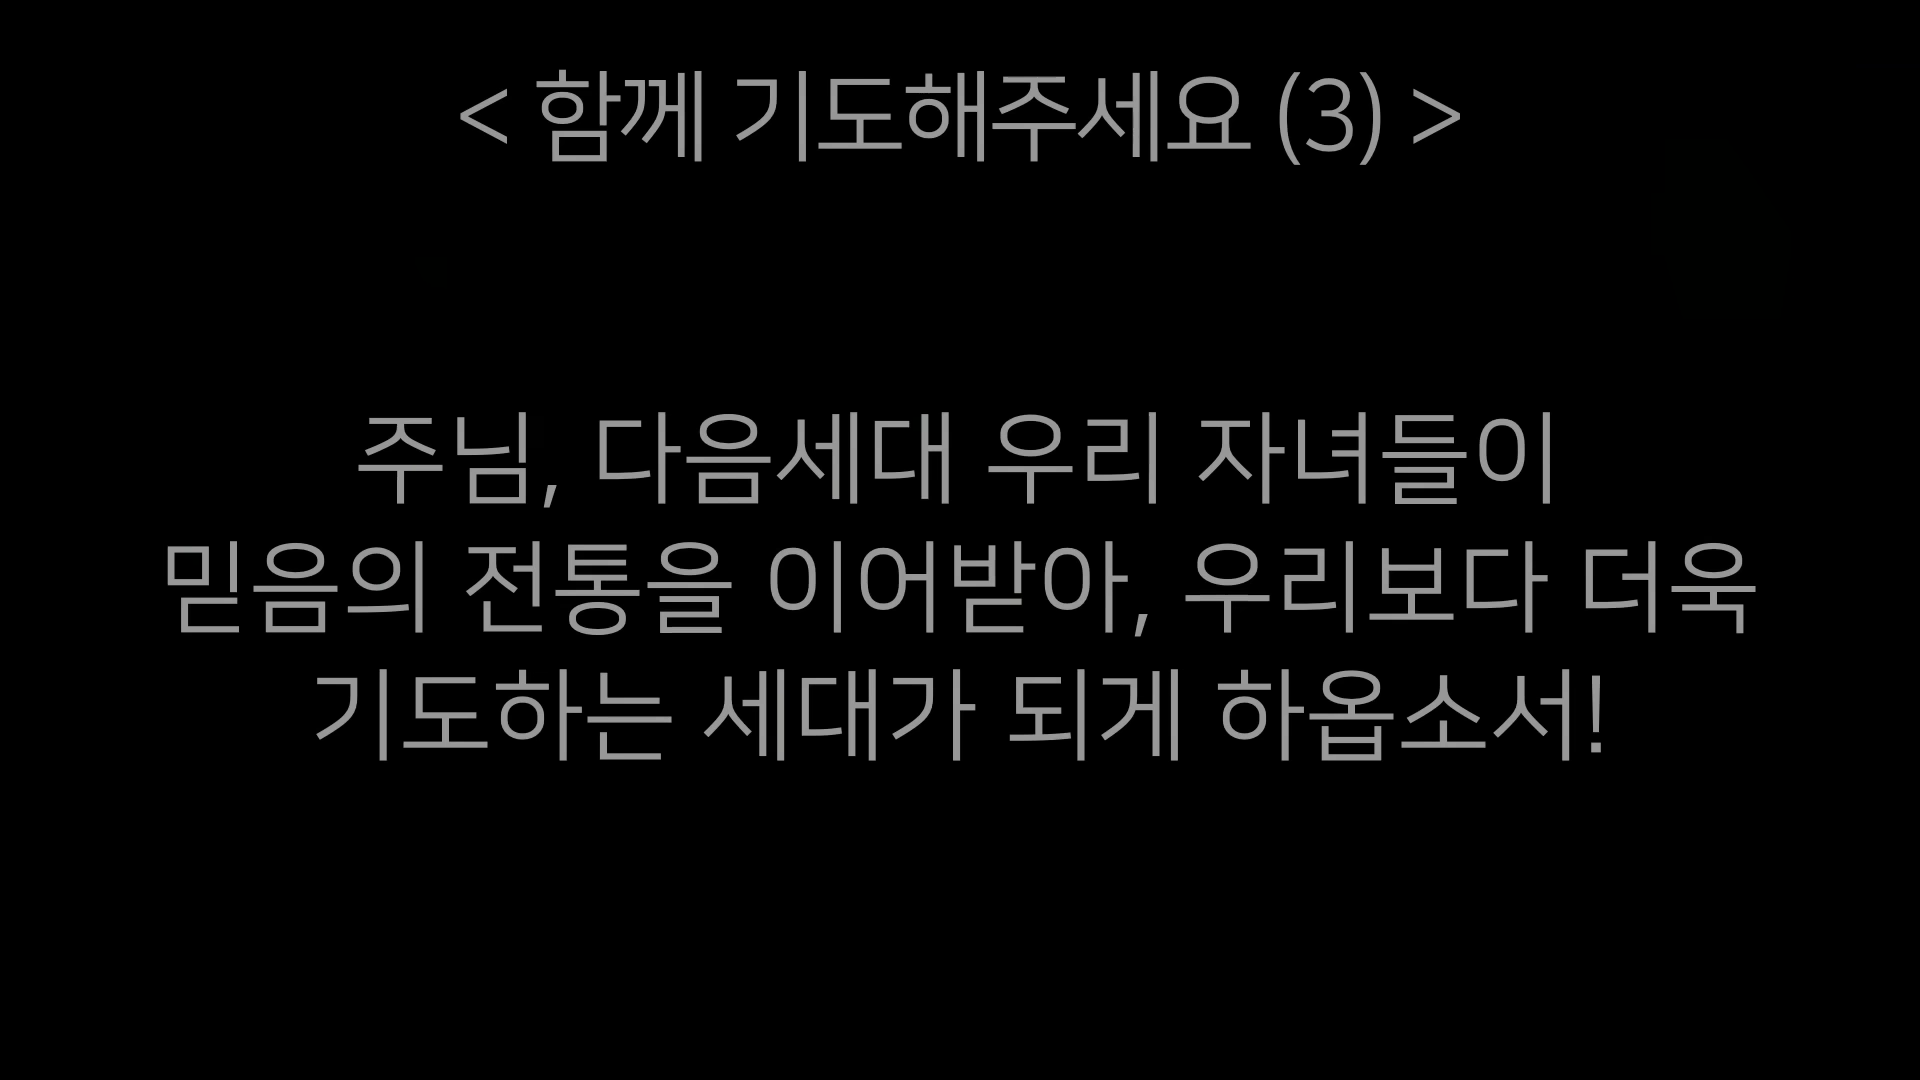 < 함께 기도해주세요 (3) >
주님, 다음세대 우리 자녀들이
믿음의 전통을 이어받아, 우리보다 더욱
기도하는 세대가 되게 하옵소서!